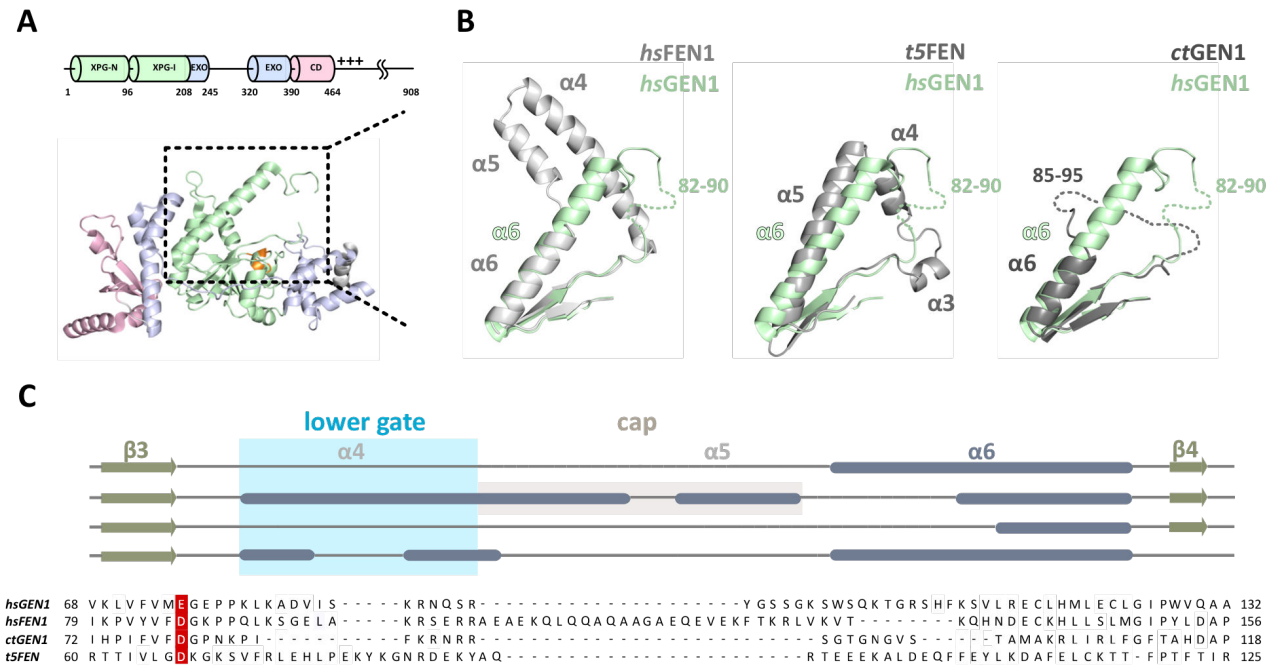 A
XPG-N XPG-I EXO EXO CD +++
1 96 208 245 320 390 464 908
B
hsFEN1
hsGEN1
α4
α5
82-90
α6
α6
t5FEN
hsGEN1
α4
α5
82-90
α6
α3
ctGEN1
hsGEN1
85-95
82-90
α6
α6
C
lower gate cap
β3 α4 α5 α6 β4
hsGEN1 68 V K L V F V M E G E P P K L K A D V I S - - - - - K R N Q S R - - - - - - - - - - - - - - - - - - - - - - Y G S S G K S W S Q K T G R S H F K S V L R E C L H M L E C L G I P W V Q A A 132
hsFEN1 79 I K P V Y V F D G K P P Q L K S G E L A - - - - - K R S E R R A E A E K Q L Q Q A Q A A G A E Q E V E K F T K R L V K V T - - - - - - K Q H N D E C K H L L S L M G I P Y L D A P 156
ctGEN1 72 I H P I F V F D G P N K P I - - - - - - - - - - - F K R N R R - - - - - - - - - - - - - - - - - - - - - - - - - - - - S G T G N G V S - - - - T A M A K R L I R L F G F P T A H D A P 118
t5FEN 60 R T T I V L G D K G K S V F R L E H L P E K Y K G N R D E K Y A Q - - - - - - - - - - - - - - - - - - - - - - - - - - R T E E E K A L D E Q F F E Y L K D A F E L C K T T - F P T F T I R 125